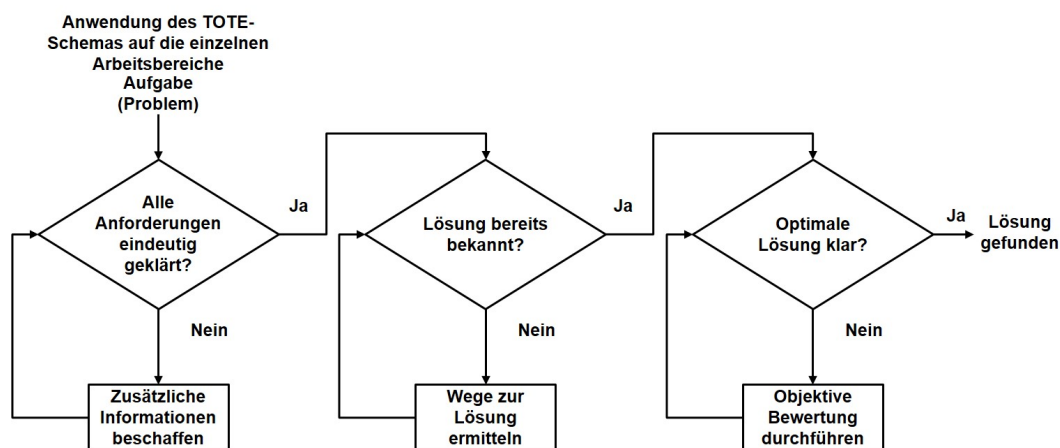 Anwendung des TOTE-
Schemas auf die einzelnen
Arbeitsbereiche
Aufgabe
(Problem)
Alle
Anforderungen
eindeutig
geklärt?
Ja
Nein
Zusätzliche
Informationen
beschaffen
Lösung bereits
bekannt?
Ja
Nein
Wege zur
Lösung
ermitteln
Optimale
Lösung klar?
Ja
Nein
Objektive
Bewertung
durchführen
Lösung
gefunden